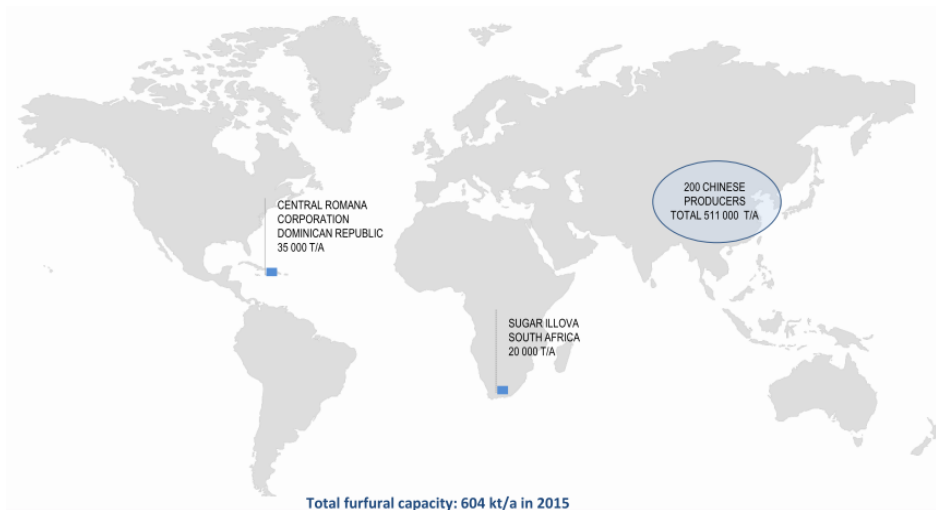 CENTRAL ROMANA
CORPORATION
DOMINICAN REPUBLIC
35 000 T/A
200 CHINESE
PRODUCERS
TOTAL 511 000 T/A
SUGAR ILLOVA
SOUTH AFRICA
20 000 T/A
Total furfural capacity: 604 kt/a in 2015